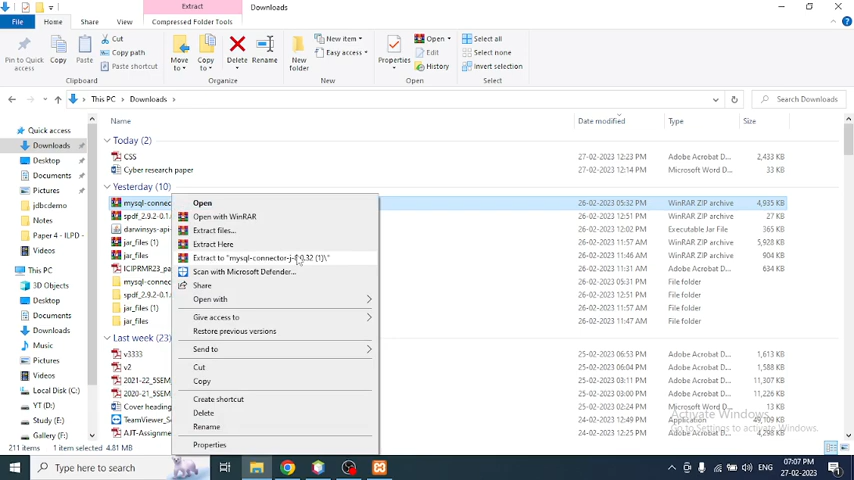 Extract
Downloads
File
Home
Share
View
Compressed Folder Tools
Pin to Quick access
Copy
Paste
Cut
Copy path
Paste shortcut
Clipboard
Move to
Copy to
Delete
Rename
Organize
New folder
New item
Easy access
New
Properties
Open
Edit
History
Open
Select all
Select none
Invert selection
Select
This PC > Downloads >
Search Downloads
Name
Date modified
Type
Size
Quick access
Downloads
Desktop
Documents
Pictures
jdbcdemo
Notes
Paper 4 - ILPD -
Videos
This PC
3D Objects
Desktop
Documents
Downloads
Music
Pictures
Videos
Local Disk (C:)
YT (D:)
Study (E:)
Gallery (F:)
Today (2)
CSS 27-02-2023 12:23 PM Adobe Acrobat D... 2,433 KB
Cyber research paper 27-02-2023 12:14 PM Microsoft Word D... 33 KB
Yesterday (10)
mysql-connec 26-02-2023 05:32 PM WinRAR ZIP archive 4,935 KB
spdf_2.9.2-0.1. 26-02-2023 12:51 PM WinRAR ZIP archive 27 KB
darwinsys-api- 26-02-2023 12:02 PM Executable Jar File 365 KB
jar_files (1) 26-02-2023 11:57 AM WinRAR ZIP archive 5,928 KB
jar_files 26-02-2023 11:46 AM WinRAR ZIP archive 904 KB
ICIPRMR23_pa 26-02-2023 12:27 AM Adobe Acrobat D... 634 KB
mysql-connec 26-02-2023 05:31 PM File folder
spdf_2.9.2-0.1. 26-02-2023 12:51 PM File folder
jar_files (1) 26-02-2023 11:57 AM File folder
jar_files 26-02-2023 11:47 AM File folder
Last week (23)
v3333 25-02-2023 06:53 PM Adobe Acrobat D... 1,613 KB
v2 25-02-2023 06:04 PM Adobe Acrobat D... 1,588 KB
2021-22_5SEM 25-02-2023 03:11 PM Adobe Acrobat D... 11,307 KB
2020-21_5SEM 25-02-2023 03:00 PM Adobe Acrobat D... 11,226 KB
Cover heading 25-02-2023 02:24 PM Microsoft Word D... 13 KB
TeamViewer_S 24-02-2023 12:49 PM Application 49,109 KB
AJT-Assignme 24-02-2023 12:25 PM Adobe Acrobat D... 4,298 KB
Open
Open with WinRAR
Extract files...
Extract Here
Extract to "mysql-connector-j-8.0.32 (1)\"
Scan with Microsoft Defender...
Share
Open with
Give access to
Restore previous versions
Send to
Cut
Copy
Create shortcut
Delete
Rename
Properties
Activate Windows
Go to Settings to activate Windows.
211 items 1 item selected 4.81 MB
Type here to search
ENG
07:07 PM
27-02-2023